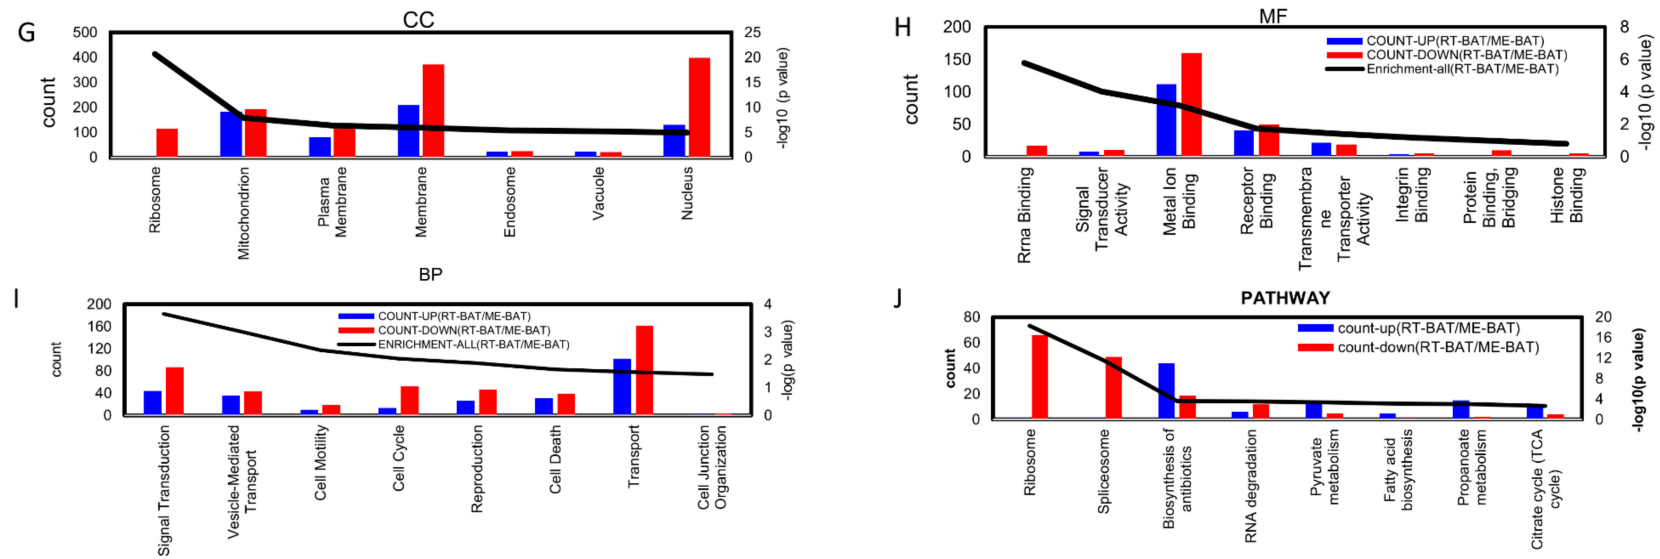 G
CC
500
400
300
200
100
0
count
25
20
15
10
5
0
-log10 (p value)
Ribosome
Mitochondrion
Plasma
Membrane
Membrane
Endosome
Vacuole
Nucleus
H
MF
200
150
100
50
0
count
COUNT-UP(RT-BAT/ME-BAT)
COUNT-DOWN(RT-BAT/ME-BAT)
Enrichment-all(RT-BAT/ME-BAT)
8
6
4
2
0
-log10 (p value)
Rrna Binding
Signal
Transducer
Activity
Metal Ion
Binding
Receptor
Binding
Transmembra
ne
Transporter
Activity
Integrin
Binding
Protein
Binding,
Bridging
Histone
Binding
I
BP
200
160
120
80
40
0
count
COUNT-UP(RT-BAT/ME-BAT)
COUNT-DOWN(RT-BAT/ME-BAT)
ENRICHMENT-ALL(RT-BAT/ME-BAT)
4
3
2
1
0
-log(p value)
Signal Transduction
Vesicle-Mediated
Transport
Cell Motility
Cell Cycle
Reproduction
Cell Death
Transport
Cell Junction
Organization
J
PATHWAY
80
60
40
20
0
count
count-up(RT-BAT/ME-BAT)
count-down(RT-BAT/ME-BAT)
20
16
12
8
4
0
-log10(p value)
Ribosome
Spliceosome
Biosynthesis of
antibiotics
RNA degradation
Pyruvate
metabolism
Fatty acid
biosynthesis
Propanoate
metabolism
Citrate cycle (TCA
cycle)